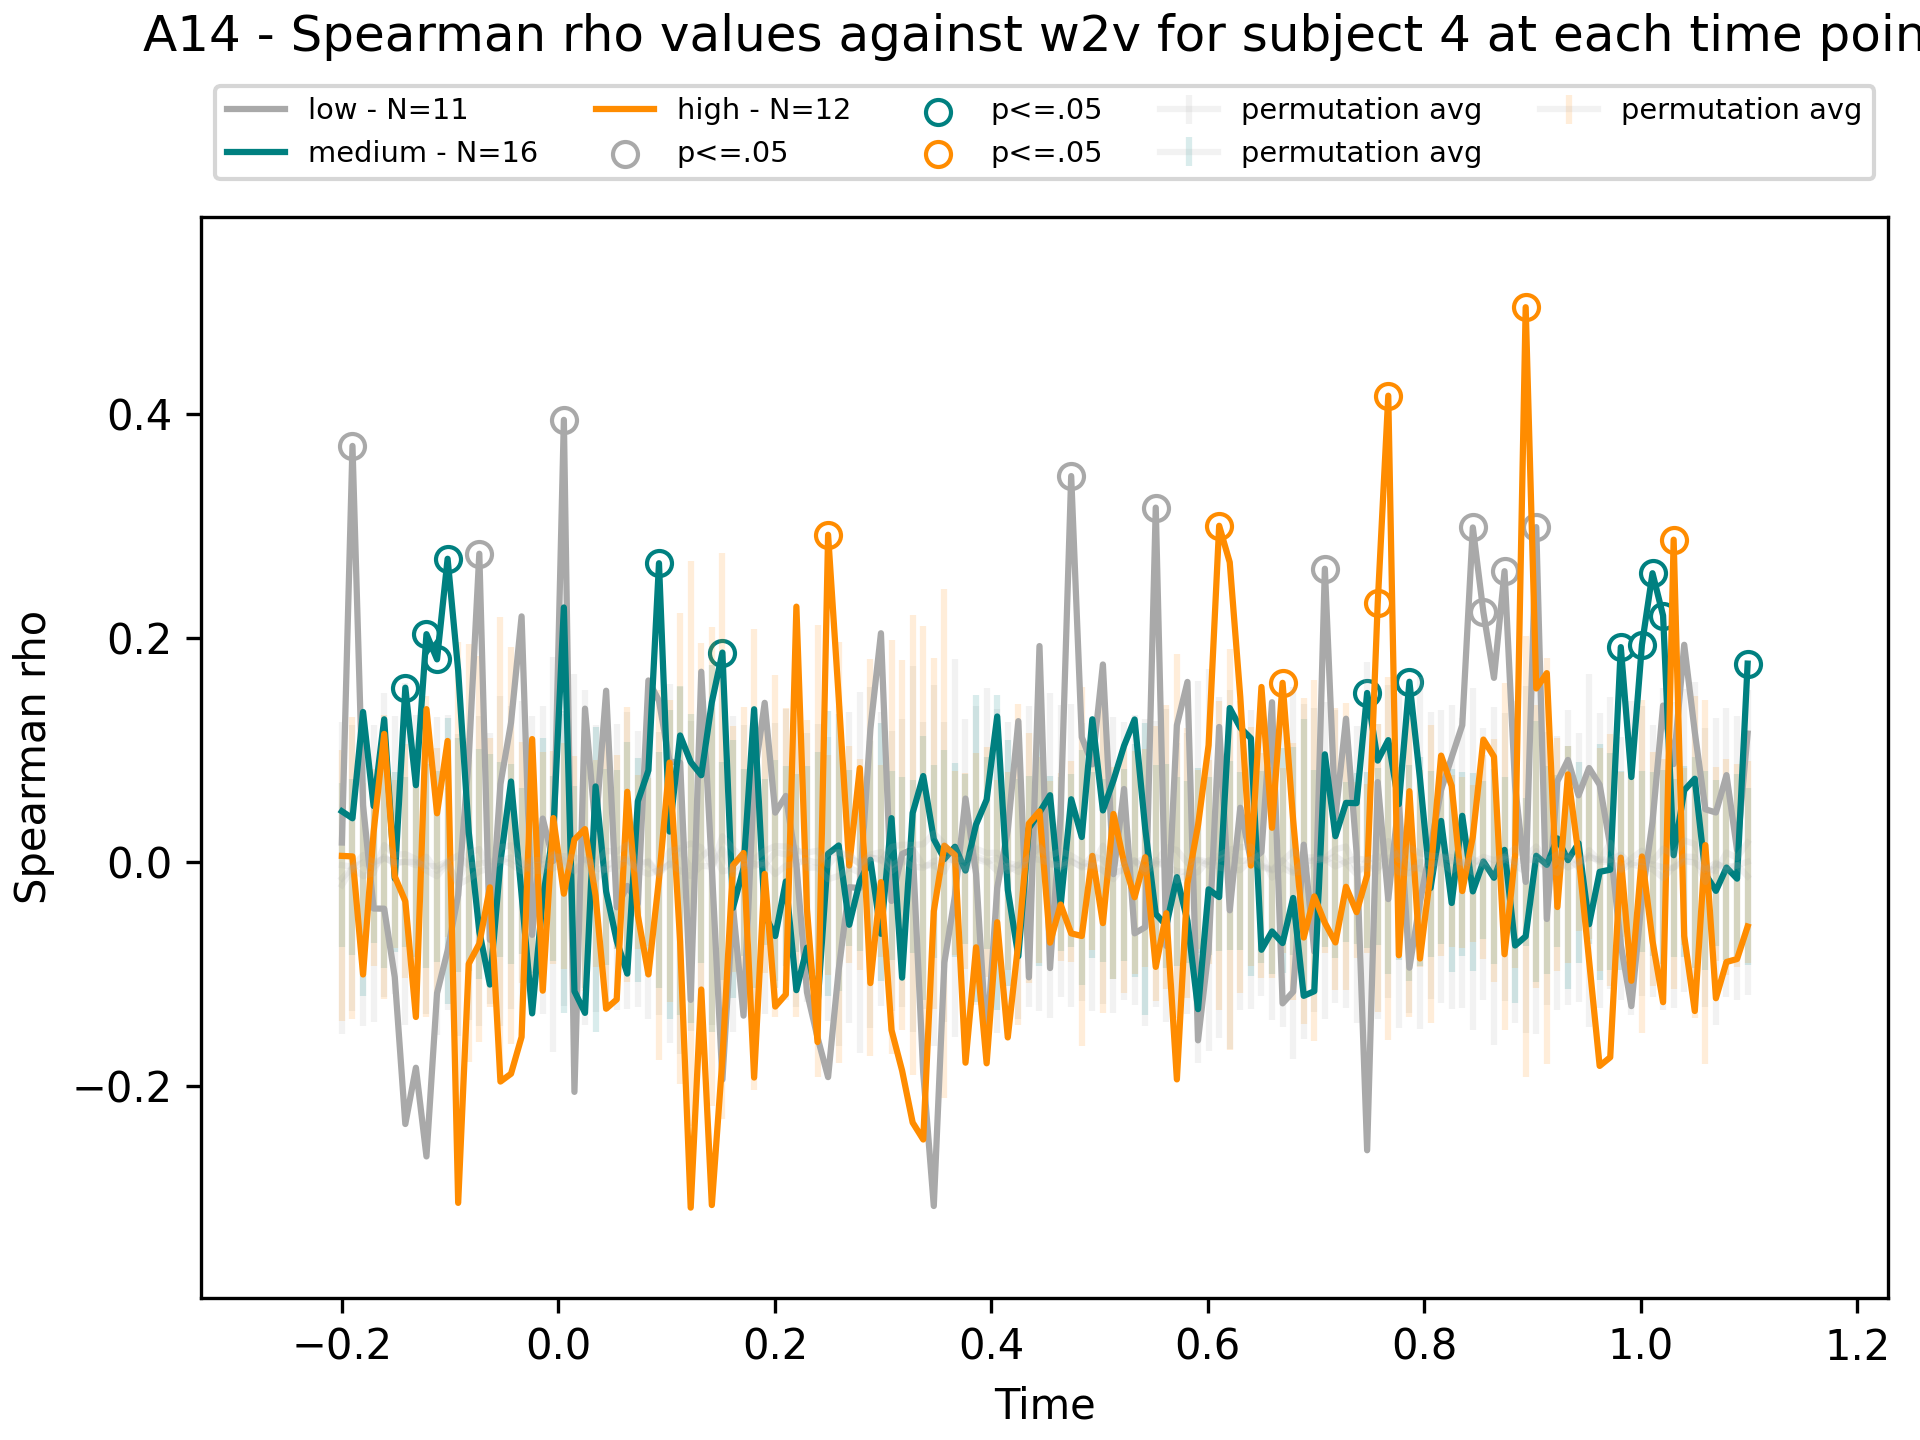 A14 - Spearman rho values against w2v for subject 4 at each time poin
low - N=11
medium - N=16
high - N=12
p<=.05
p<=.05
p<=.05
permutation avg
permutation avg
permutation avg
Spearman rho
0.4
0.2
0.0
−0.2
−0.2 0.0 0.2 0.4 0.6 0.8 1.0 1.2
Time